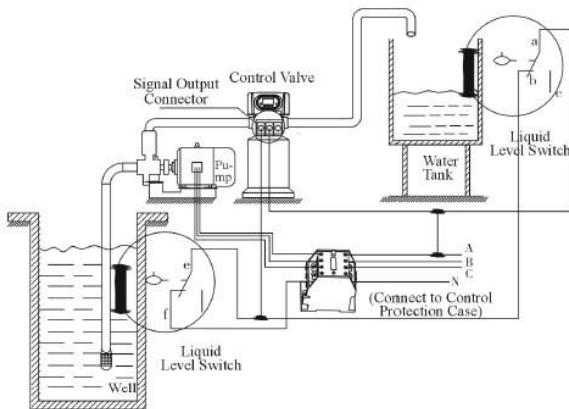 Signal Output
Connector
Control Valve
a
b
c
Liquid
Level Switch
Water
Tank
Pu-
mp
A
B
C
N
(Connect to Control
Protection Case)
e
f
Liquid
Level Switch
Well